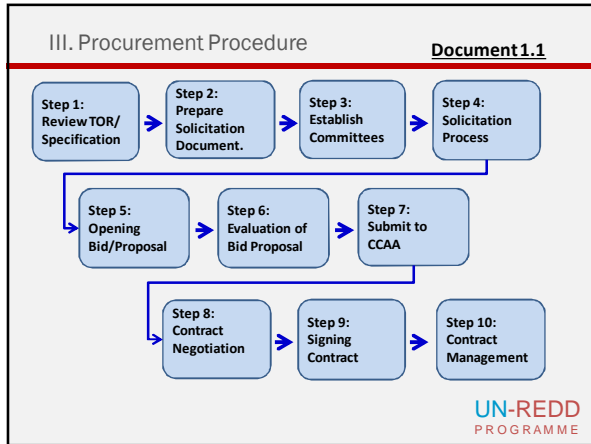 III. Procurement Procedure
Document 1.1
Step 1:
Review TOR/
Specification
Step 2:
Prepare
Solicitation
Document.
Step 3:
Establish
Committees
Step 4:
Solicitation
Process
Step 5:
Opening
Bid/Proposal
Step 6:
Evaluation of
Bid Proposal
Step 7:
Submit to
CCAA
Step 8:
Contract
Negotiation
Step 9:
Signing
Contract
Step 10:
Contract
Management
UN-REDD
PROGRAMME